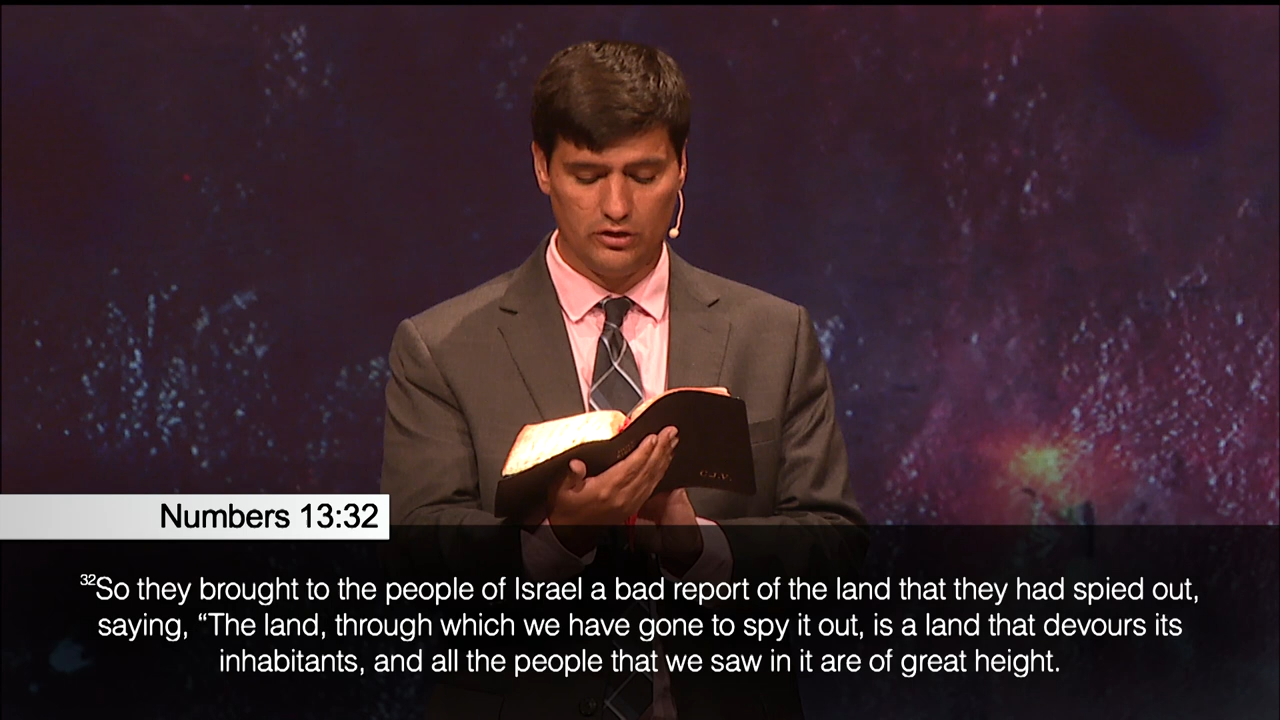 C.J.V.
Numbers 13:32
³²So they brought to the people of Israel a bad report of the land that they had spied out,
saying, “The land, through which we have gone to spy it out, is a land that devours its
inhabitants, and all the people that we saw in it are of great height.